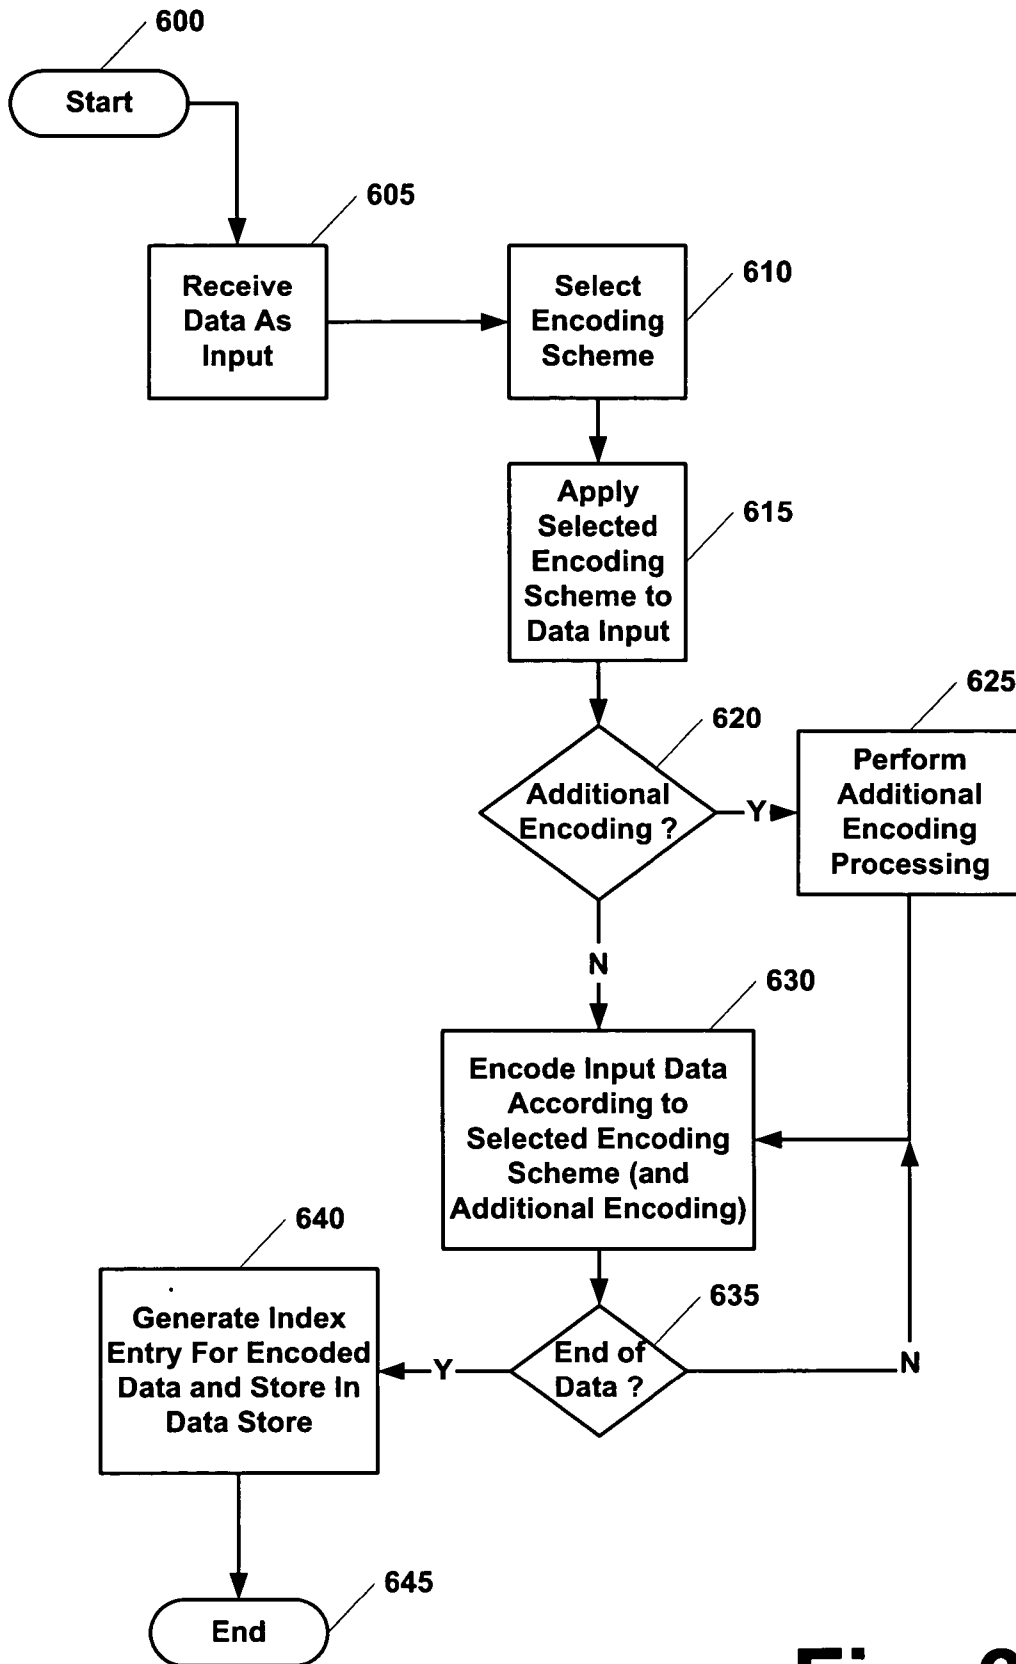 600
Start
605
Receive
Data As
Input
610
Select
Encoding
Scheme
615
Apply
Selected
Encoding
Scheme to
Data Input
620
Additional
Encoding ?
Y
625
Perform
Additional
Encoding
Processing
N
630
Encode Input Data
According to
Selected Encoding
Scheme (and
Additional Encoding)
635
End of
Data ?
Y
N
640
Generate Index
Entry For Encoded
Data and Store In
Data Store
645
End